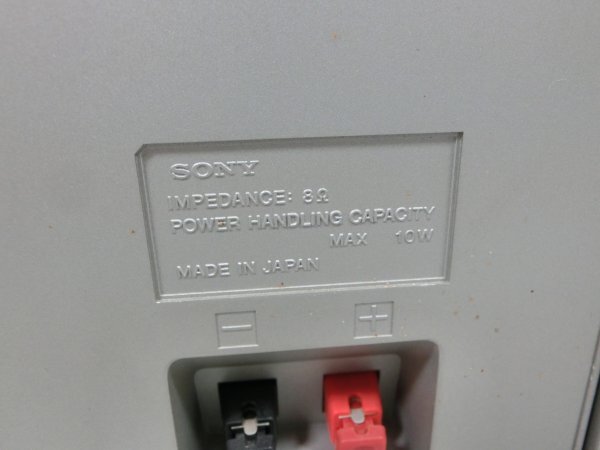 SONY
IMPEDANCE: 8Ω
POWER HANDLING CAPACITY
MAX 10W
MADE IN JAPAN
− +